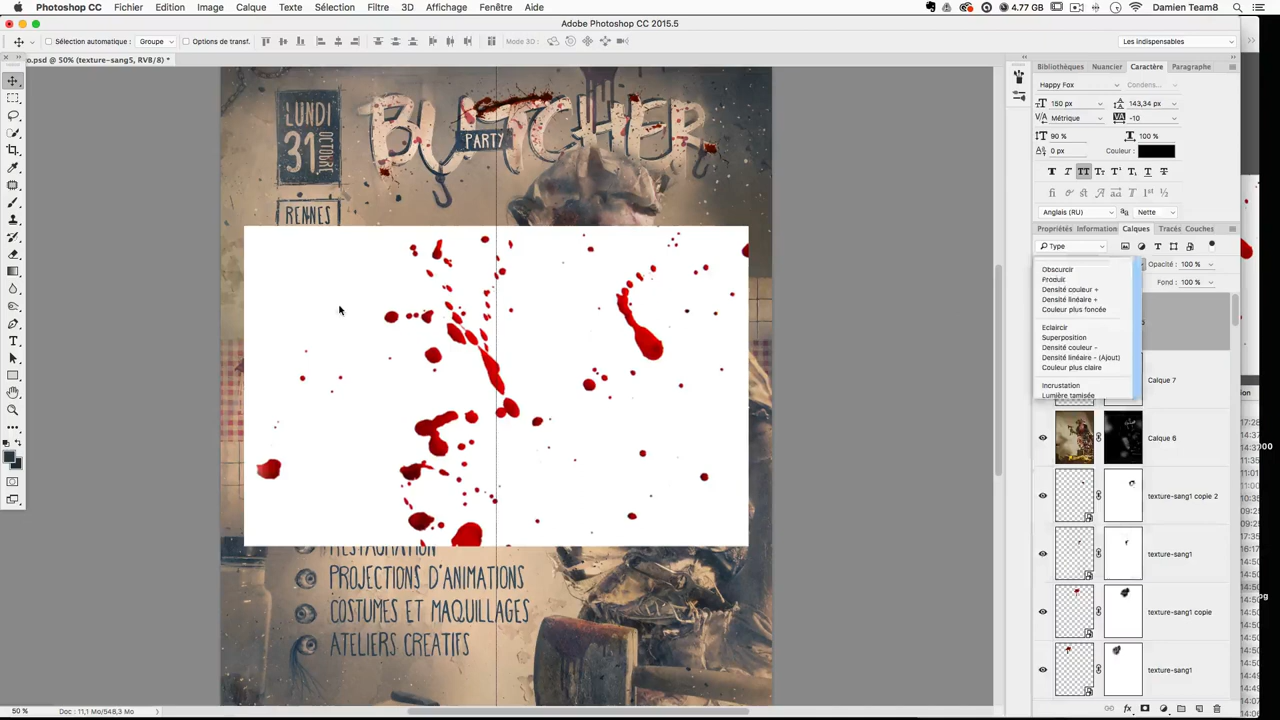 Photoshop CC Fichier Edition Image Calque Texte Sélection Filtre 3D Affichage Fenêtre Aide 4.77 GB Damien Team8
Adobe Photoshop CC 2015.5
Sélection automatique : Groupe Options de transf. Mode 3D : Les indispensables
o.psd @ 50% (texture-sang5, RVB/8) *
Bibliothèques Nuancier Caractère Paragraphe
Happy Fox Condens...
150 px 143,34 px
Métrique -10
90 % 100 %
0 px Couleur :
Anglais (RU) Nette
Propriétés Information Calques Tracés Couches
Type
Opacité : 100 %
Fond : 100 %
Obscurcir
Produit
Densité couleur +
Densité linéaire +
Couleur plus foncée
Eclaircir
Superposition
Densité couleur -
Densité linéaire - (Ajout)
Couleur plus claire
Incrustation
Lumière tamisée
Calque 7
Calque 6
texture-sang1 copie 2
texture-sang1
texture-sang1 copie
texture-sang1
LUNDI
31
OCTOBRE
BUTCHER
PARTY
RENNES
RESTAURATION
PROJECTIONS D'ANIMATIONS
COSTUMES ET MAQUILLAGES
ATELIERS CREATIFS
50 % Doc : 11,1 Mo/548,3 Mo